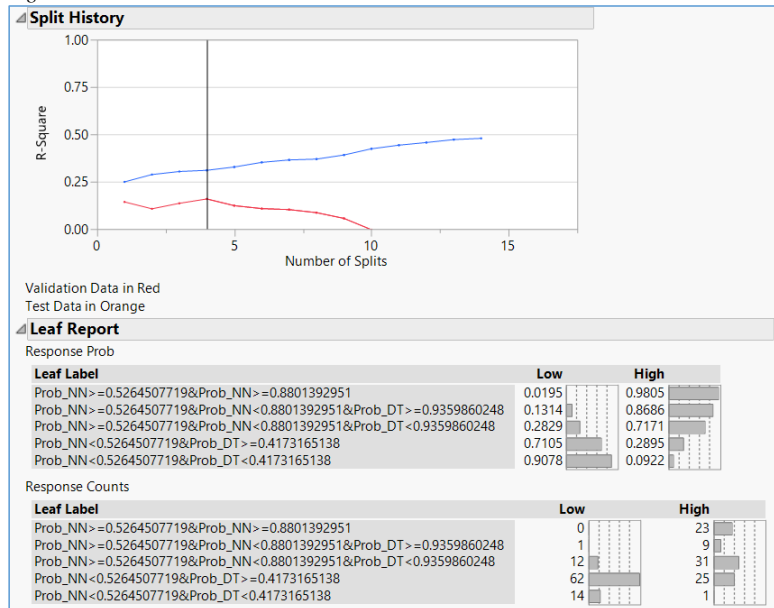 Split History
1.00
0.75
0.50
0.25
0.00
R-Square
0 5 10 15
Number of Splits
Validation Data in Red
Test Data in Orange
Leaf Report
Response Prob
Leaf Label Low High
Prob_NN>=0.5264507719&Prob_NN>=0.8801392951 0.0195 0.9805
Prob_NN>=0.5264507719&Prob_NN<0.8801392951&Prob_DT>=0.9359860248 0.1314 0.8686
Prob_NN>=0.5264507719&Prob_NN<0.8801392951&Prob_DT<0.9359860248 0.2829 0.7171
Prob_NN<0.5264507719&Prob_DT>=0.4173165138 0.7105 0.2895
Prob_NN<0.5264507719&Prob_DT<0.4173165138 0.9078 0.0922
Response Counts
Leaf Label Low High
Prob_NN>=0.5264507719&Prob_NN>=0.8801392951 0 23
Prob_NN>=0.5264507719&Prob_NN<0.8801392951&Prob_DT>=0.9359860248 1 9
Prob_NN>=0.5264507719&Prob_NN<0.8801392951&Prob_DT<0.9359860248 12 31
Prob_NN<0.5264507719&Prob_DT>=0.4173165138 62 25
Prob_NN<0.5264507719&Prob_DT<0.4173165138 14 1